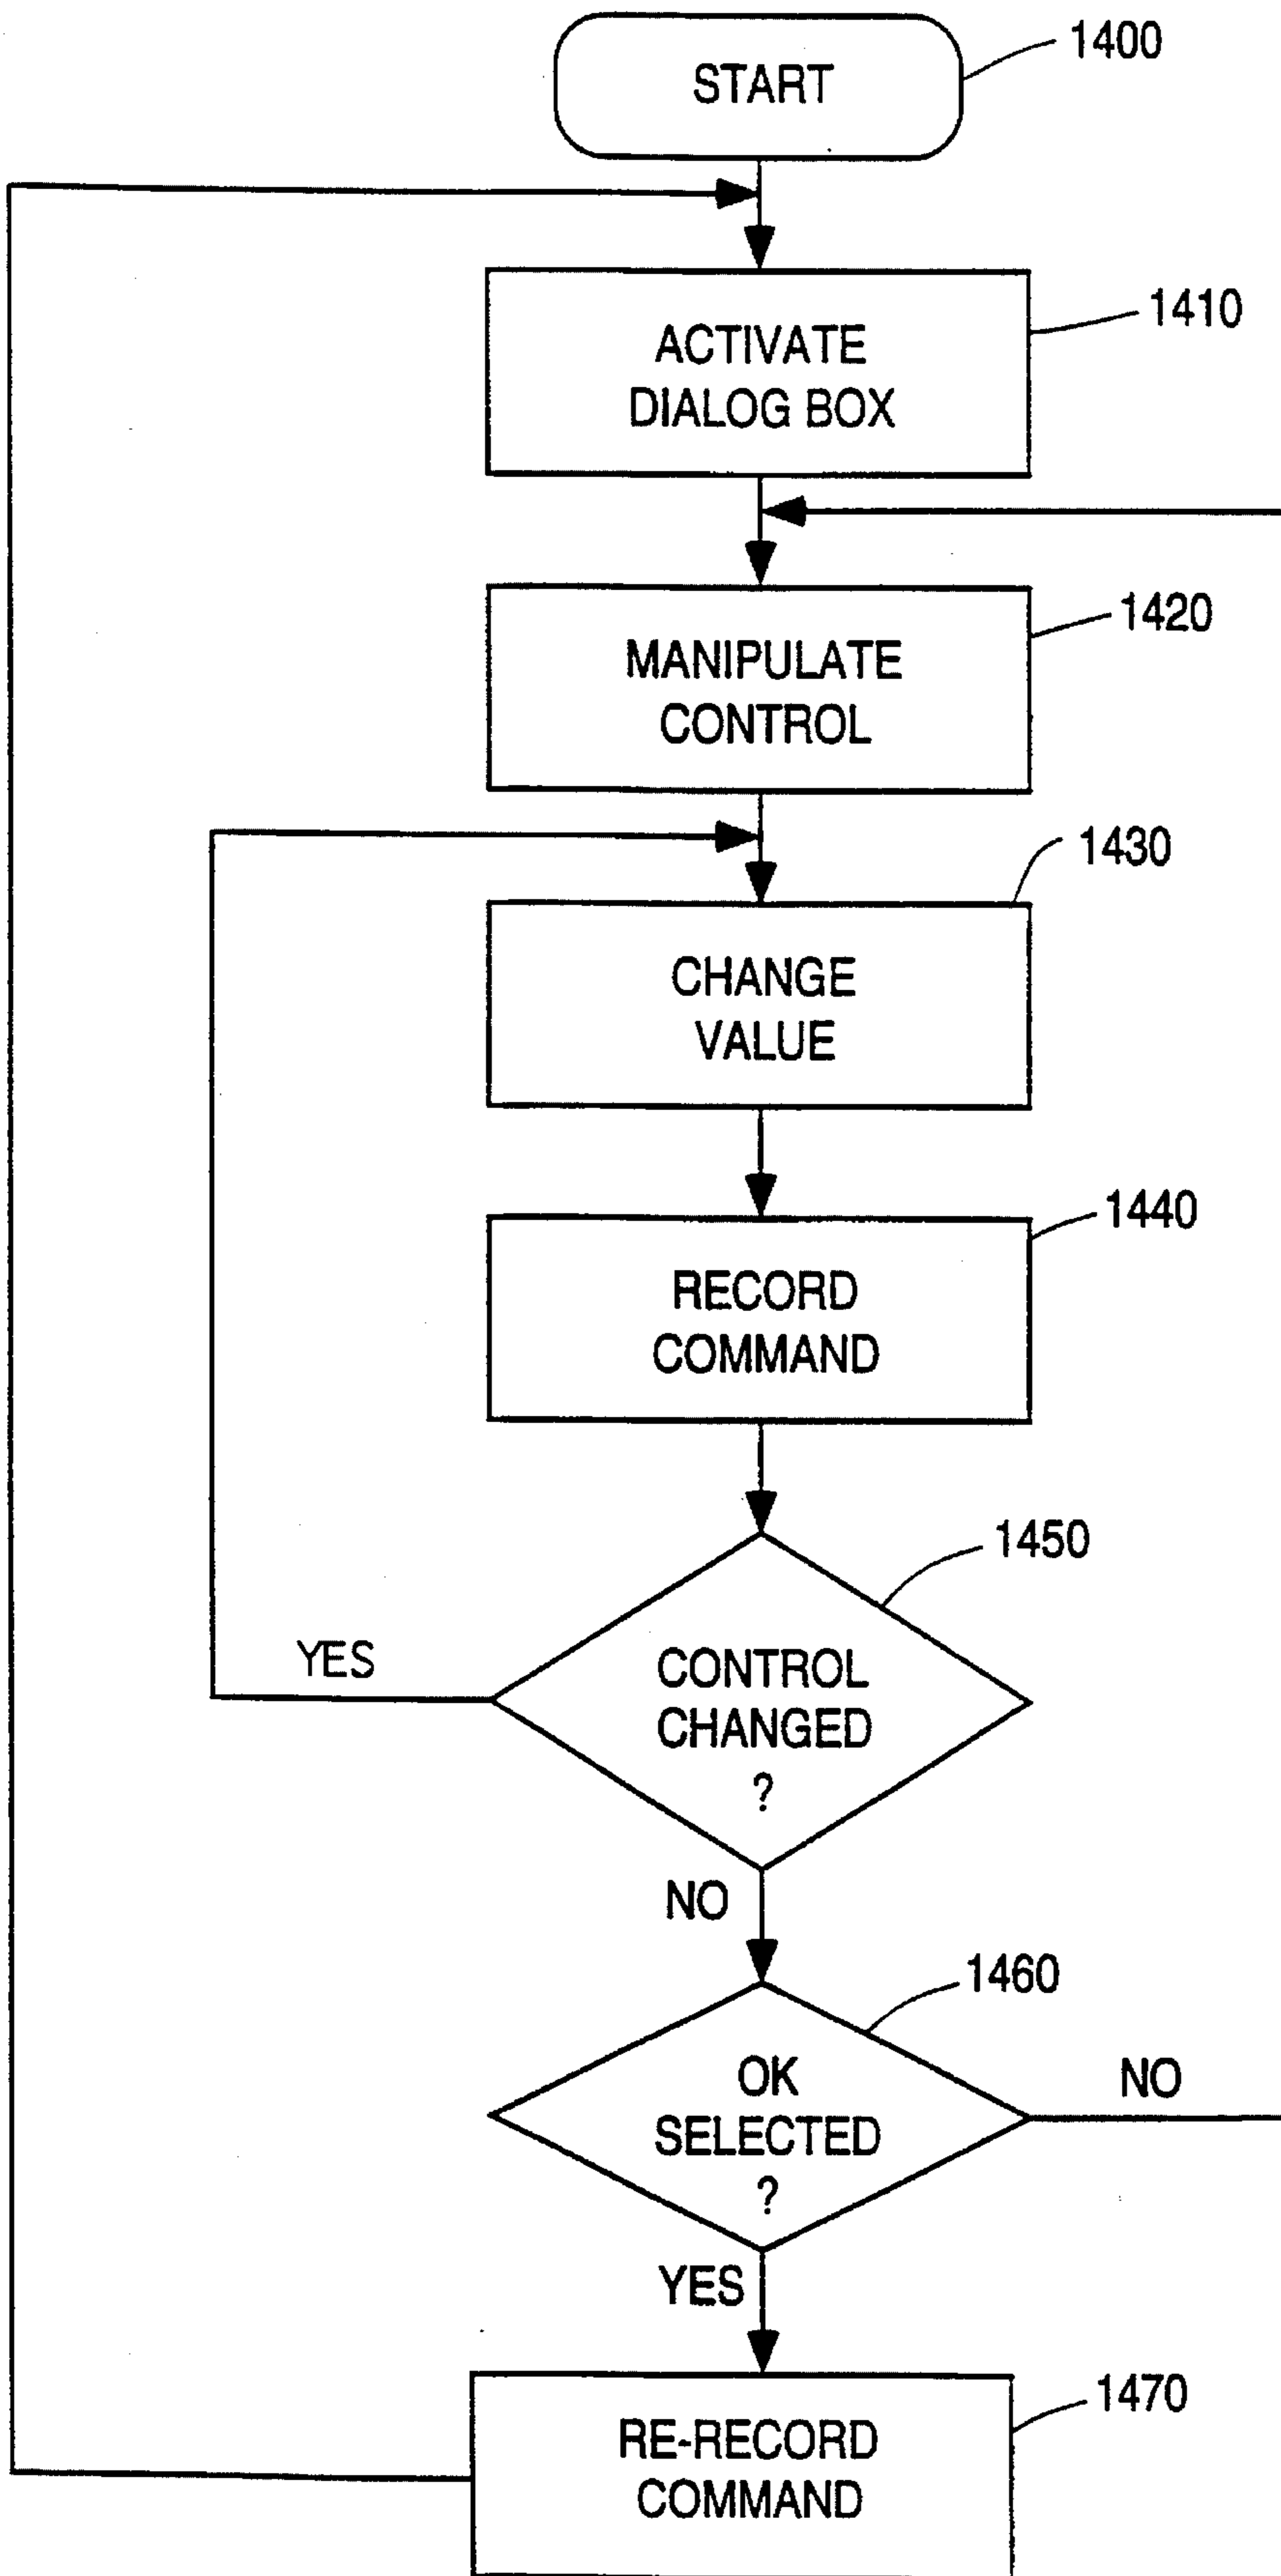 START
1400
ACTIVATE
DIALOG BOX
1410
MANIPULATE
CONTROL
1420
CHANGE
VALUE
1430
RECORD
COMMAND
1440
CONTROL
CHANGED
?
1450
YES
NO
OK
SELECTED
?
1460
NO
YES
RE-RECORD
COMMAND
1470